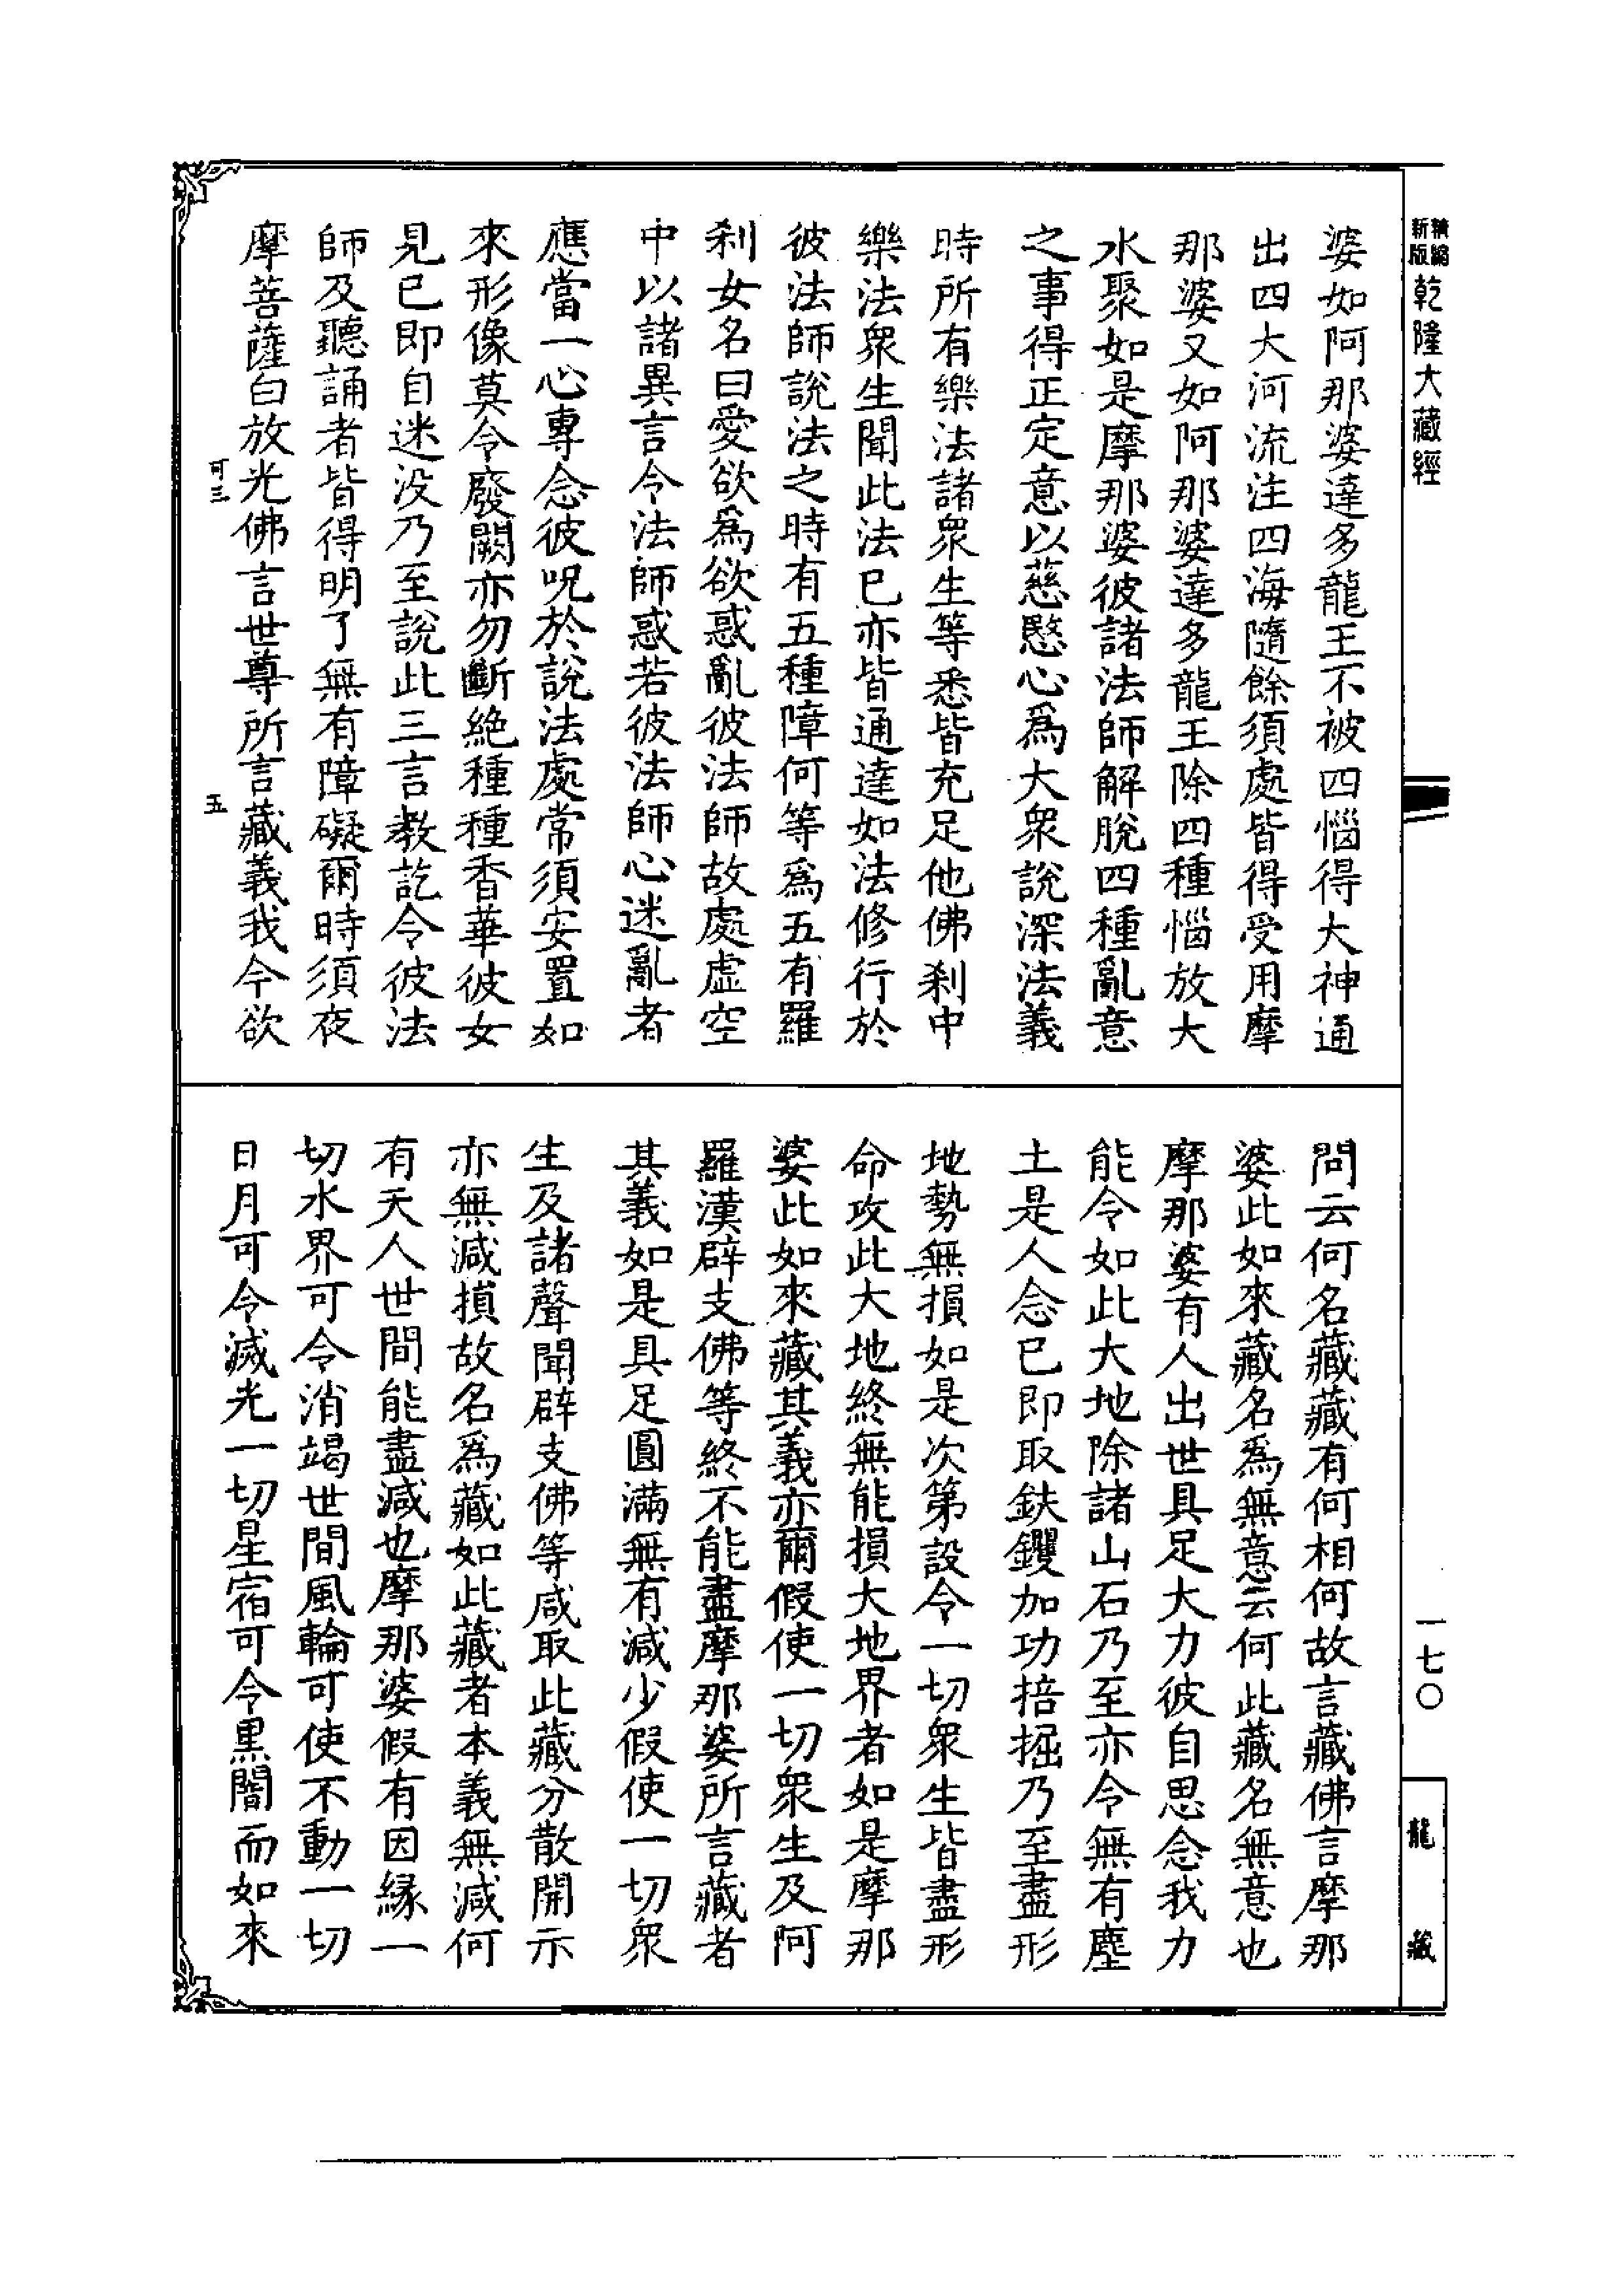 精縮
新版
乾隆大藏經
婆如阿那婆達多龍王不被四惱得大神通
出四大河流注四海隨餘須處皆得受用摩
那婆又如阿那婆達多龍王除四種惱放大
水聚如是摩那婆彼諸法師解脫四種亂意
之事得正定意以慈愍心爲大衆說深法義
時所有樂法諸衆生等悉皆充足他佛剎中
樂法衆生聞此法已亦皆通達如法修行於
彼法師說法之時有五種障何等爲五有羅
剎女名曰愛欲爲欲惑亂彼法師故處虛空
中以諸異言令法師惑若彼法師心迷亂者
應當一心專念彼呪於說法處常須安置如
來形像莫令廢闕亦勿斷絕種種香華彼女
見已即自迷没乃至說此三言教訖令彼法
師及聽誦者皆得明了無有障礙爾時須夜
摩菩薩白放光佛言世尊所言藏義我今欲
可三
五
問云何名藏藏有何相何故言藏佛言摩那
婆此如來藏名爲無意云何此藏名無意也
摩那婆有人出世具足大力彼自思念我力
能令如此大地除諸山石乃至亦令無有塵
土是人念已即取鈇钁加功掊掘乃至盡形
地勢無損如是次第設令一切衆生皆盡形
命攻此大地終無能損大地界者如是摩那
婆此如來藏其義亦爾假使一切衆生及阿
羅漢辟支佛等終不能盡摩那婆所言藏者
其義如是具足圓滿無有減少假使一切衆
生及諸聲聞辟支佛等咸取此藏分散開示
亦無減損故名爲藏如此藏者本義無減何
有天人世間能盡減也摩那婆假有因緣一
切水界可令消竭世間風輪可使不動一切
日月可令滅光一切星宿可令黑闇而如來
一七〇
龍藏